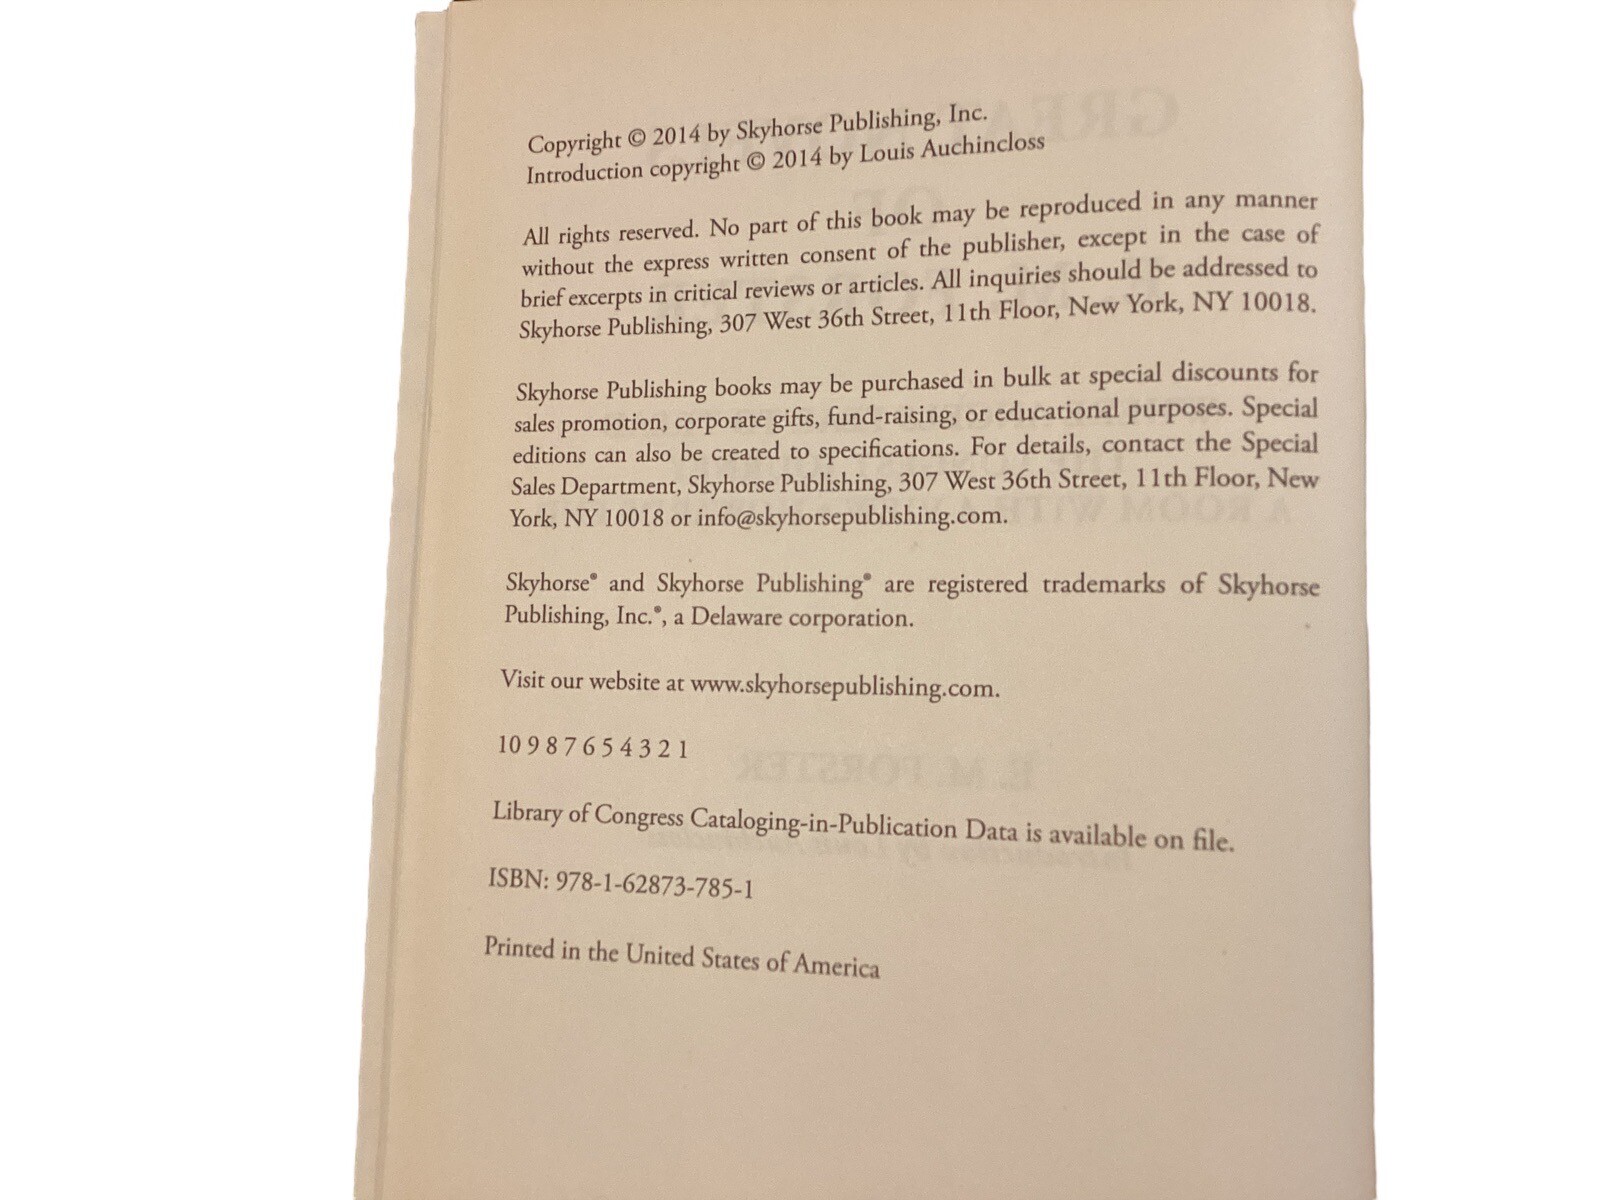 Copyright © 2014 by Skyhorse Publishing, Inc.
Introduction copyright © 2014 by Louis Auchincloss
All rights reserved. No part of this book may be reproduced in any manner
without the express written consent of the publisher, except in the case of
brief excerpts in critical reviews or articles. All inquiries should be addressed to
Skyhorse Publishing, 307 West 36th Street, 11th Floor, New York, NY 10018.
Skyhorse Publishing books may be purchased in bulk at special discounts for
sales promotion, corporate gifts, fund-raising, or educational purposes. Special
editions can also be created to specifications. For details, contact the Special
Sales Department, Skyhorse Publishing, 307 West 36th Street, 11th Floor, New
York, NY 10018 or info@skyhorsepublishing.com.
Skyhorse® and Skyhorse Publishing® are registered trademarks of Skyhorse
Publishing, Inc.®, a Delaware corporation.
Visit our website at www.skyhorsepublishing.com.
10 9 8 7 6 5 4 3 2 1
Library of Congress Cataloging-in-Publication Data is available on file.
ISBN: 978-1-62873-785-1
Printed in the United States of America